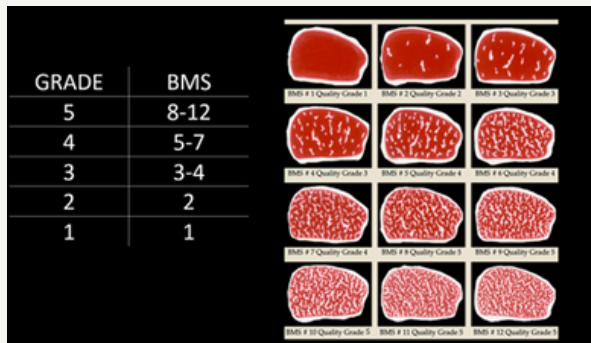 GRADE BMS
5 8-12
4 5-7
3 3-4
2 2
1 1
BMS # 1 Quality Grade 1
BMS # 2 Quality Grade 2
BMS # 3 Quality Grade 3
BMS # 4 Quality Grade 3
BMS # 5 Quality Grade 4
BMS # 6 Quality Grade 4
BMS # 7 Quality Grade 4
BMS # 8 Quality Grade 5
BMS # 9 Quality Grade 5
BMS # 10 Quality Grade 5
BMS # 11 Quality Grade 5
BMS # 12 Quality Grade 5